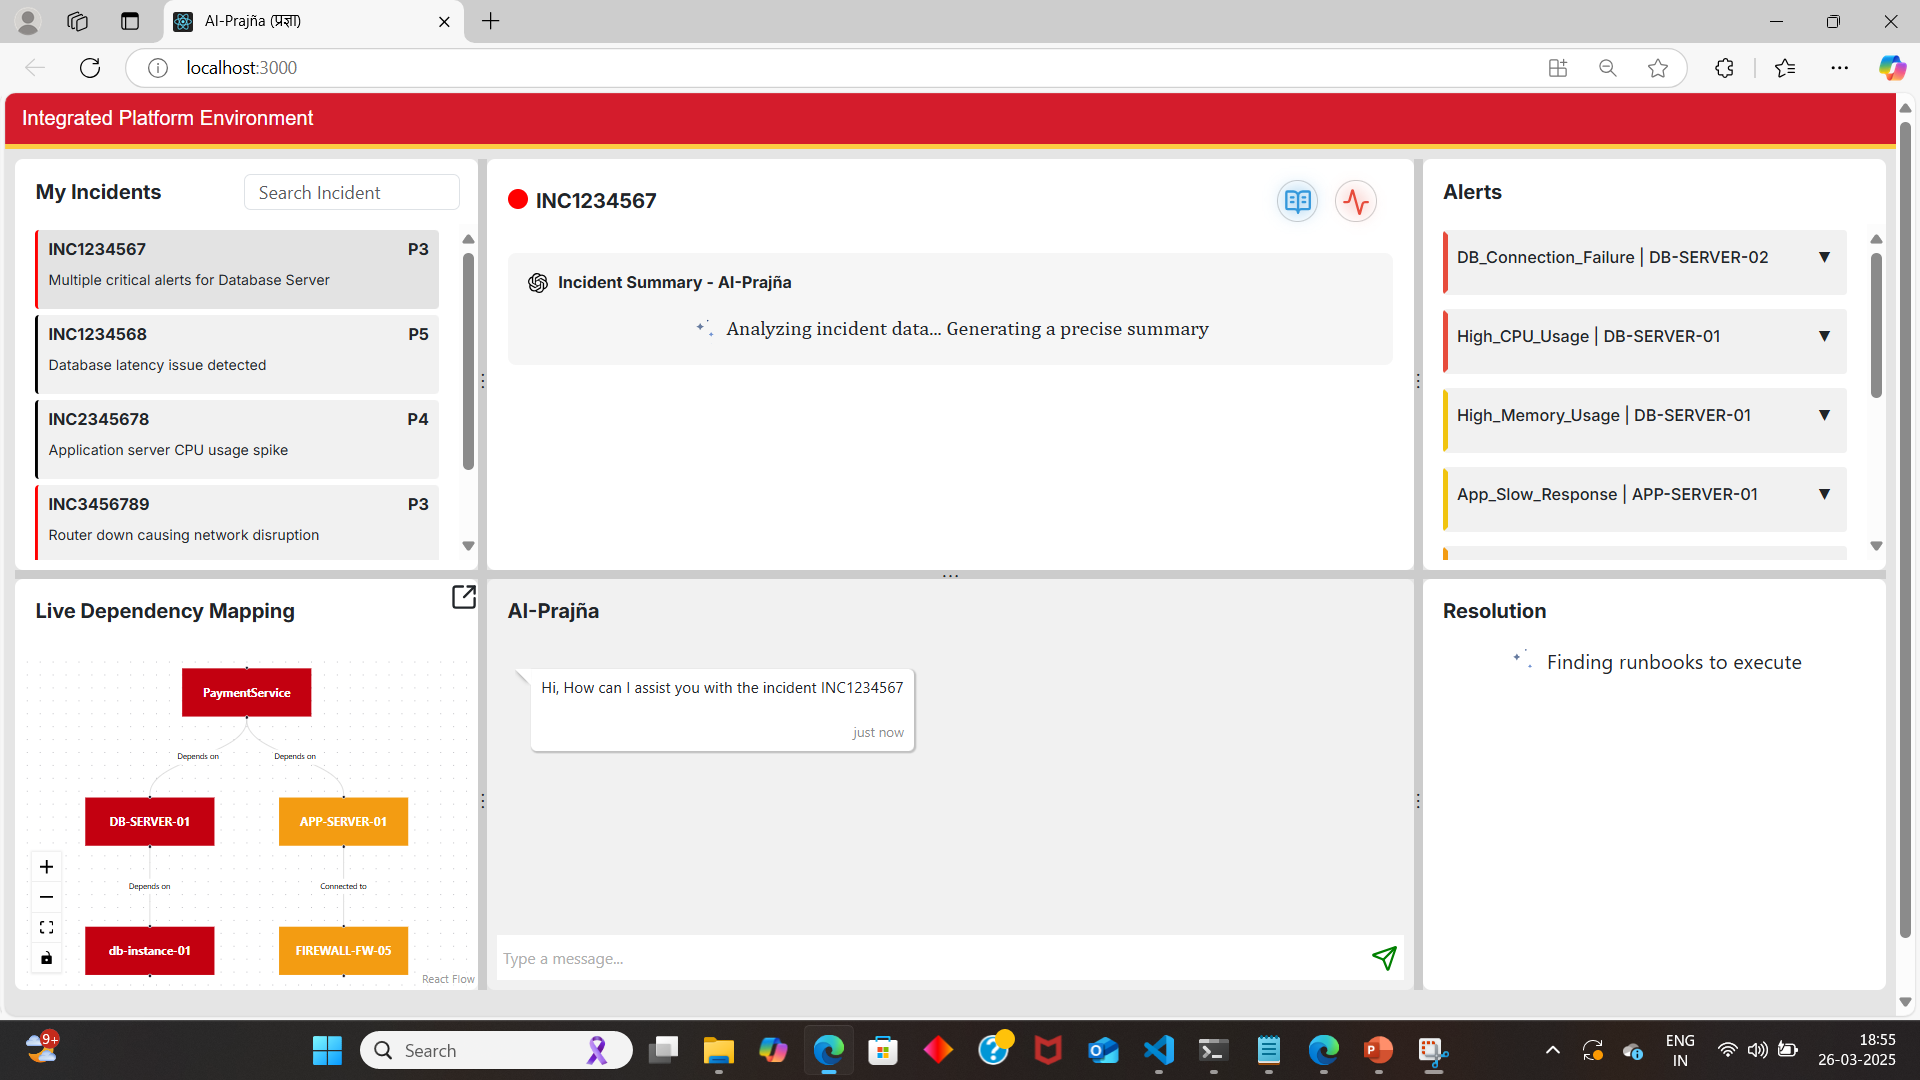 AI-Prajña (प्रज्ञा)
localhost:3000
Integrated Platform Environment
My Incidents
Search Incident
INC1234567 P3
Multiple critical alerts for Database Server
INC1234568 P5
Database latency issue detected
INC2345678 P4
Application server CPU usage spike
INC3456789 P3
Router down causing network disruption
INC1234567
Incident Summary - AI-Prajña
Analyzing incident data... Generating a precise summary
Alerts
DB_Connection_Failure | DB-SERVER-02
High_CPU_Usage | DB-SERVER-01
High_Memory_Usage | DB-SERVER-01
App_Slow_Response | APP-SERVER-01
Live Dependency Mapping
PaymentService
Depends on Depends on
DB-SERVER-01 APP-SERVER-01
Depends on Connected to
db-instance-01 FIREWALL-FW-05
React Flow
AI-Prajña
Hi, How can I assist you with the incident INC1234567
just now
Type a message...
Resolution
Finding runbooks to execute
9+
Search
ENG
IN
18:55
26-03-2025